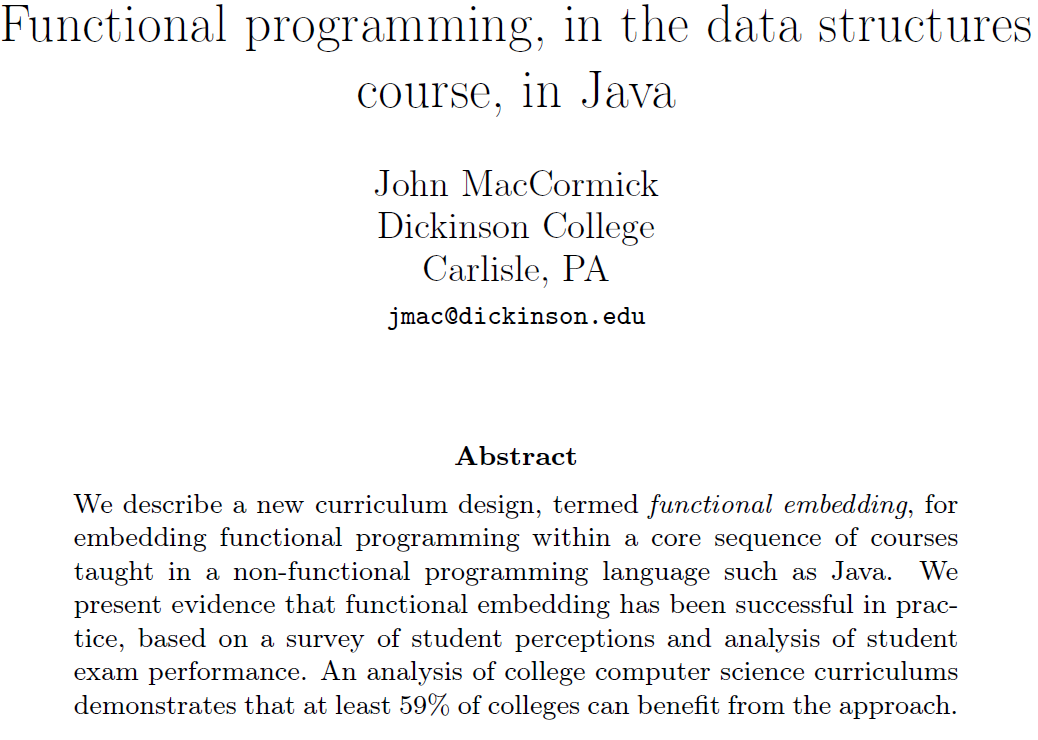 Functional programming, in the data structures
course, in Java
John MacCormick
Dickinson College
Carlisle, PA
jmac@dickinson.edu
Abstract
We describe a new curriculum design, termed functional embedding, for
embedding functional programming within a core sequence of courses
taught in a non-functional programming language such as Java. We
present evidence that functional embedding has been successful in prac-
tice, based on a survey of student perceptions and analysis of student
exam performance. An analysis of college computer science curriculums
demonstrates that at least 59% of colleges can benefit from the approach.